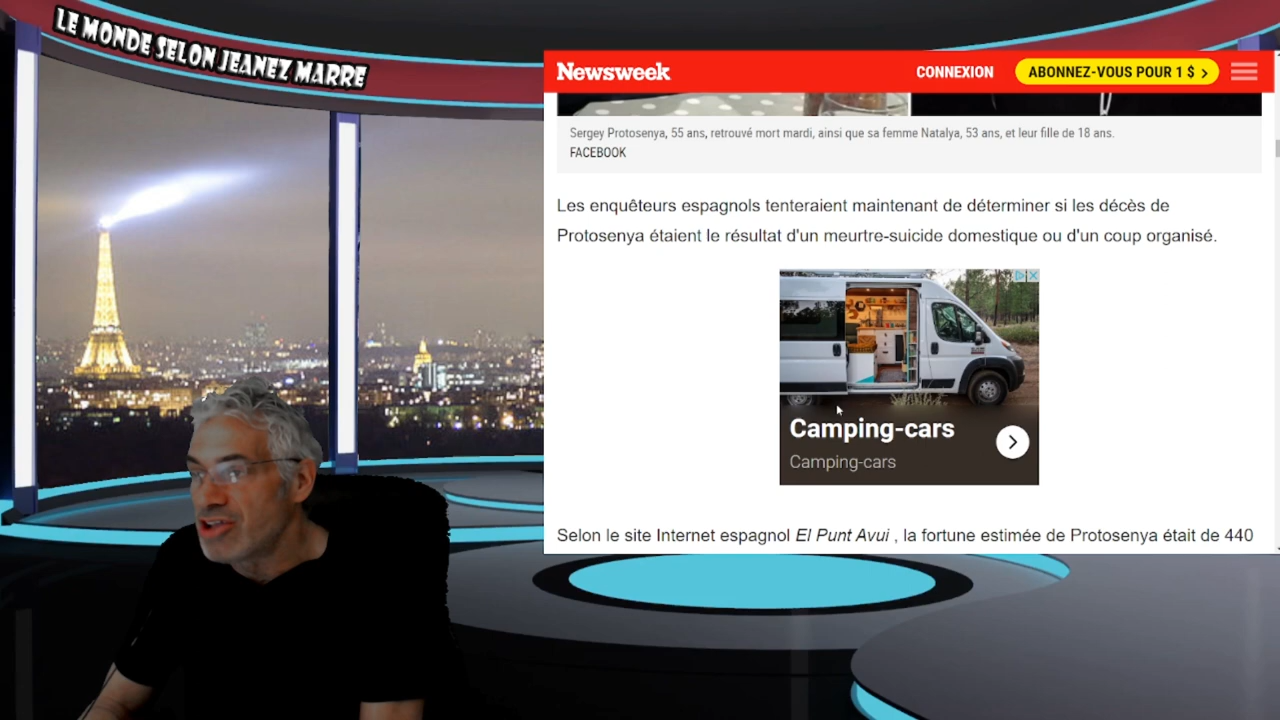 LE MONDE SELON JEANEZ MARRE
Newsweek
CONNEXION
ABONNEZ-VOUS POUR 1 $ >
Sergey Protosenya, 55 ans, retrouvé mort mardi, ainsi que sa femme Natalya, 53 ans, et leur fille de 18 ans.
FACEBOOK
Les enquêteurs espagnols tenteraient maintenant de déterminer si les décès de
Protosenya étaient le résultat d'un meurtre-suicide domestique ou d'un coup organisé.
Camping-cars
Camping-cars
Selon le site Internet espagnol El Punt Avui , la fortune estimée de Protosenya était de 440